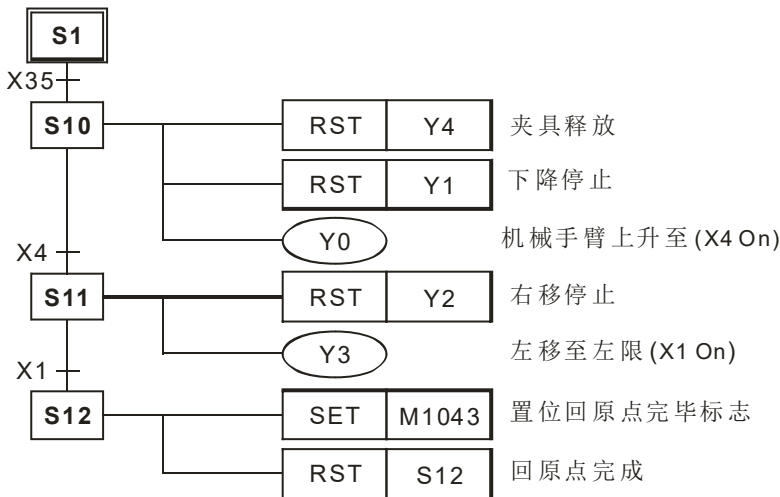 S1
X35
S10 RST Y4 夹具释放
RST Y1 下降停止
Y0 机械手臂上升至(X4 On)
X4
S11 RST Y2 右移停止
Y3 左移至左限(X1 On)
X1
S12 SET M1043 置位回原点完毕标志
RST S12 回原点完成